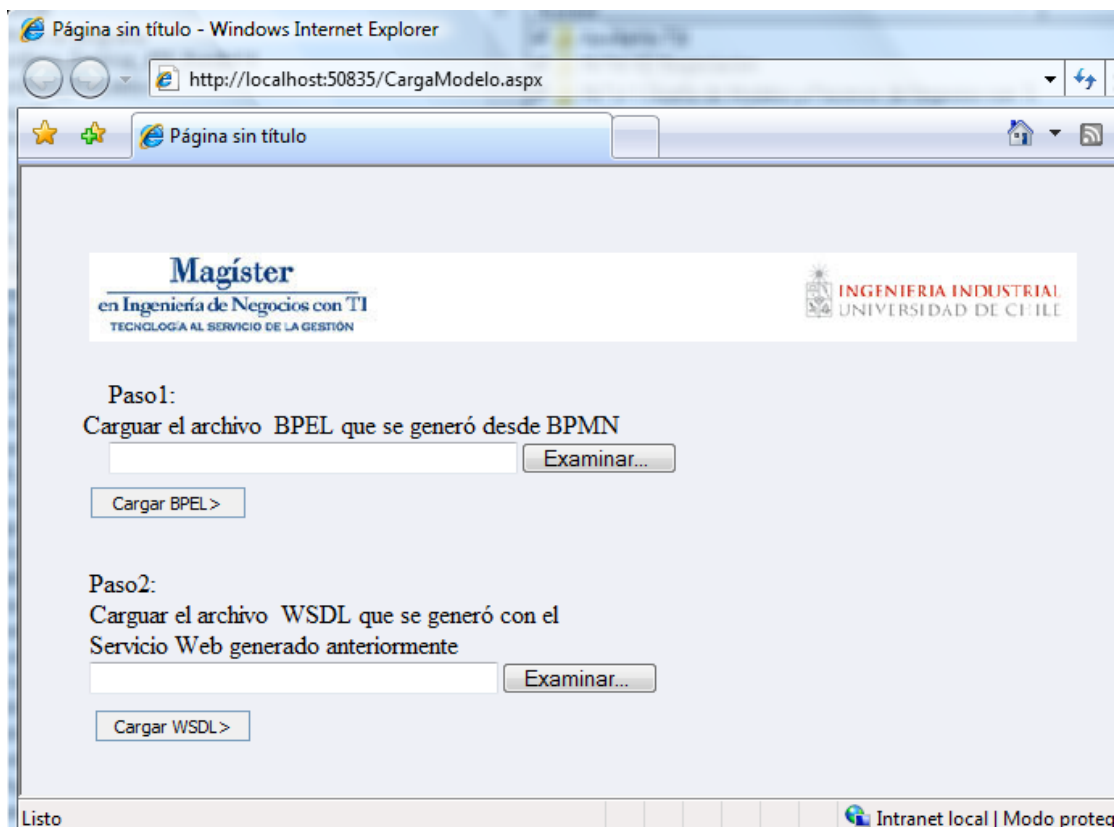 Página sin título - Windows Internet Explorer
http://localhost:50835/CargaModelo.aspx
Página sin título
Magíster
en Ingeniería de Negocios con TI
TECNOLOGÍA AL SERVICIO DE LA GESTIÓN
INGENIERIA INDUSTRIAL
UNIVERSIDAD DE CHILE
Paso1:
Carguar el archivo BPEL que se generó desde BPMN
Examinar...
Cargar BPEL>
Paso2:
Carguar el archivo WSDL que se generó con el
Servicio Web generado anteriormente
Examinar...
Cargar WSDL>
Listo
Intranet local | Modo proteg